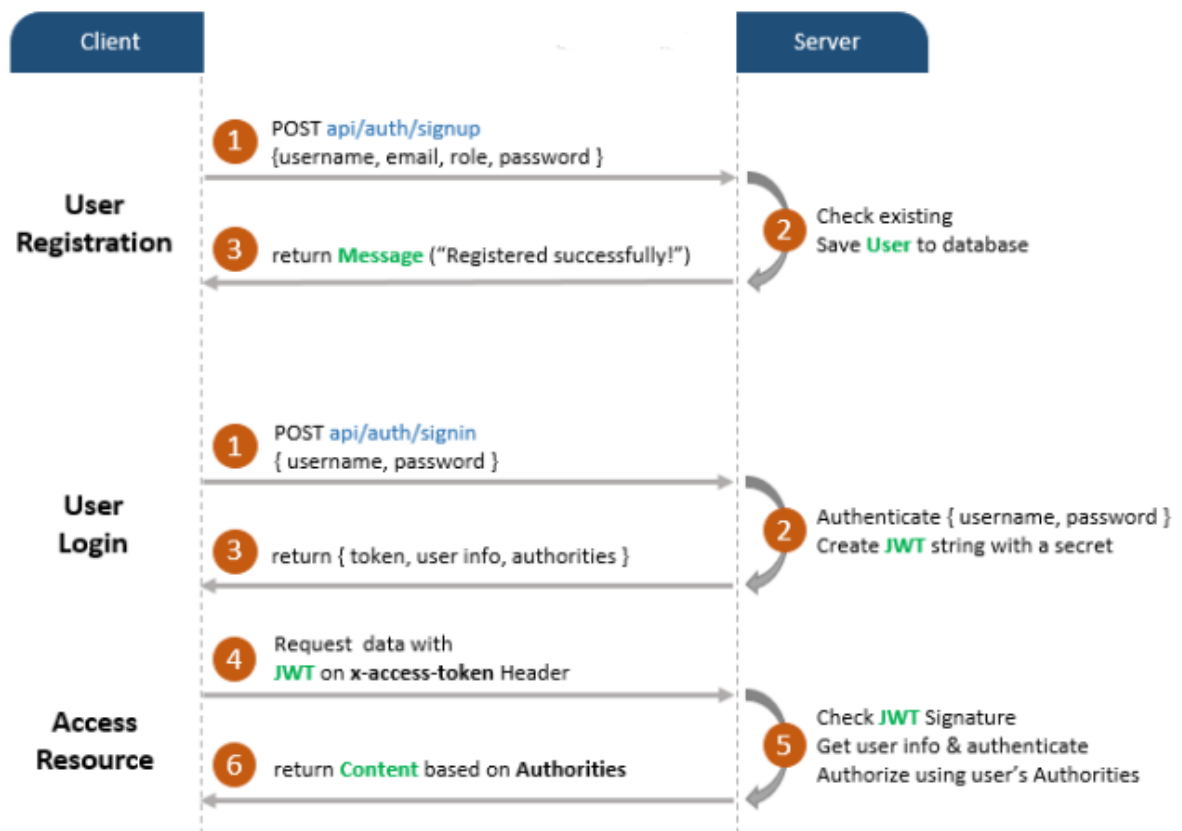 Client
Server
1
POST api/auth/signup
{username, email, role, password }
User
Registration
2
Check existing
Save User to database
3
return Message (“Registered successfully!”)
1
POST api/auth/signin
{ username, password }
User
Login
2
Authenticate { username, password }
Create JWT string with a secret
3
return { token, user info, authorities }
4
Request data with
JWT on x-access-token Header
Access
Resource
5
Check JWT Signature
Get user info & authenticate
Authorize using user’s Authorities
6
return Content based on Authorities